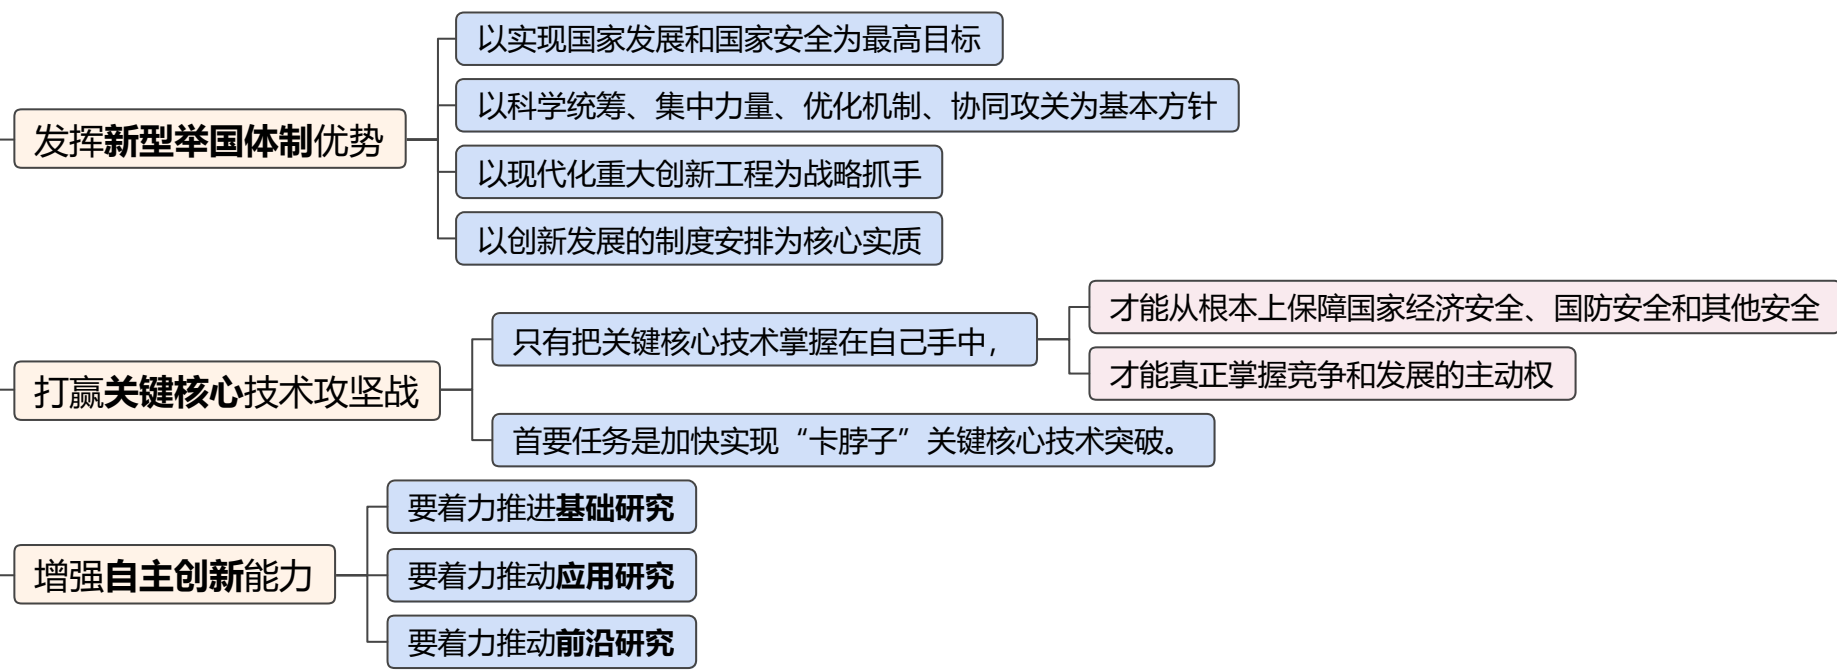 以实现国家发展和国家安全为最高目标
以科学统筹、集中力量、优化机制、协同攻关为基本方针
发挥新型举国体制优势
以现代化重大创新工程为战略抓手
以创新发展的制度安排为核心实质
才能从根本上保障国家经济安全、国防安全和其他安全
只有把关键核心技术掌握在自己手中，
才能真正掌握竞争和发展的主动权
打赢关键核心技术攻坚战
首要任务是加快实现“卡脖子”关键核心技术突破。
要着力推进基础研究
增强自主创新能力
要着力推动应用研究
要着力推动前沿研究